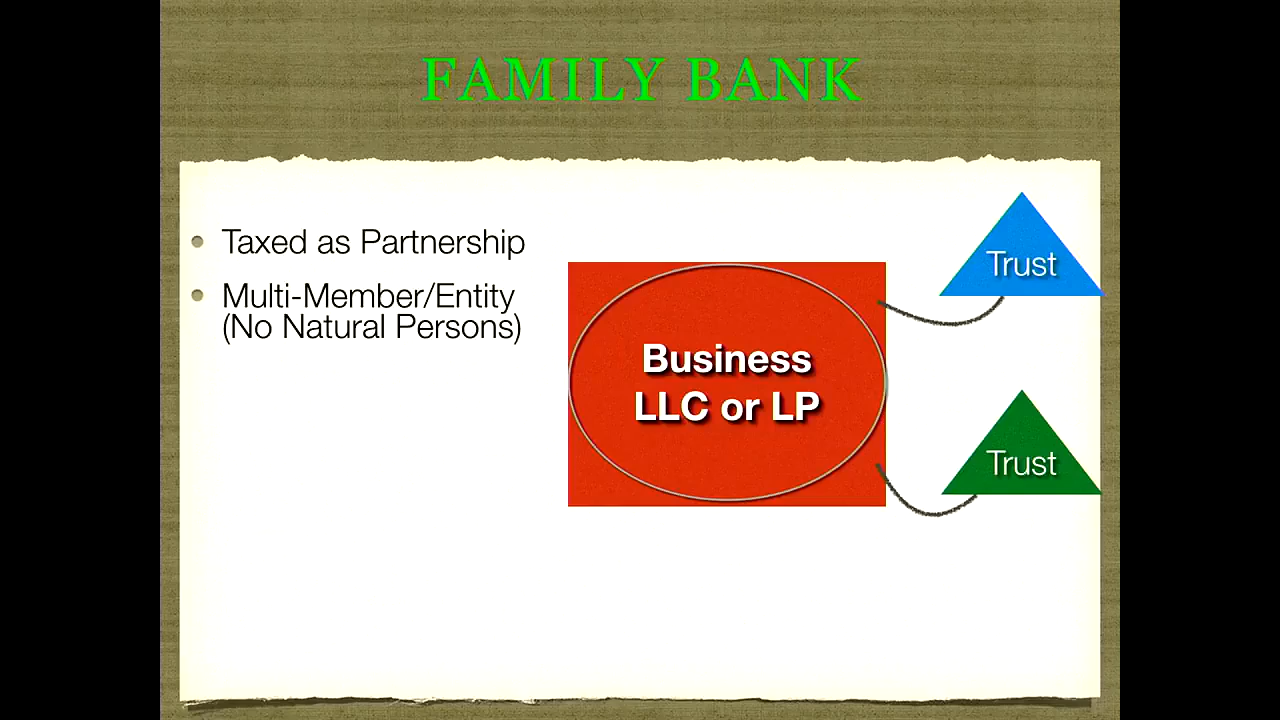 FAMILY BANK
Taxed as Partnership
Multi-Member/Entity
(No Natural Persons)
Business
LLC or LP
Trust
Trust